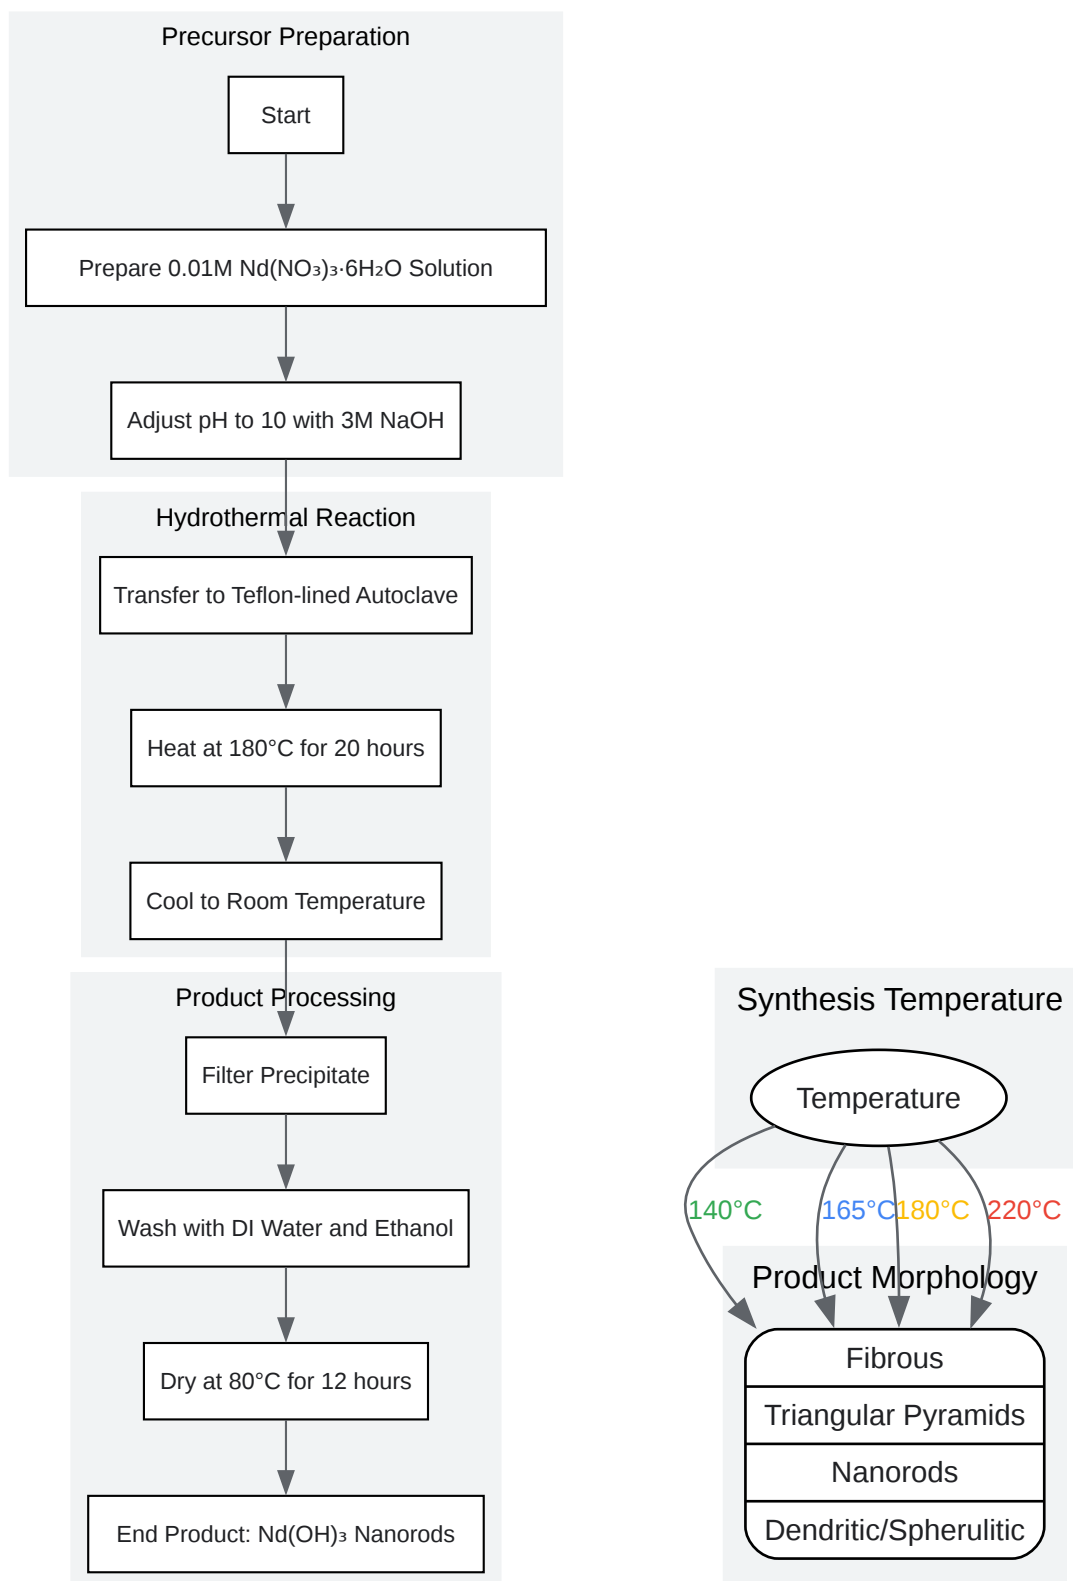 Precursor Preparation
Start
Prepare 0.01M Nd(NO₃)₃·6H₂O Solution
Adjust pH to 10 with 3M NaOH
Hydrothermal Reaction
Transfer to Teflon-lined Autoclave
Heat at 180°C for 20 hours
Cool to Room Temperature
Product Processing
Filter Precipitate
Wash with DI Water and Ethanol
Dry at 80°C for 12 hours
End Product: Nd(OH)₃ Nanorods
Synthesis Temperature
Temperature
140°C 165°C 180°C 220°C
Product Morphology
Fibrous
Triangular Pyramids
Nanorods
Dendritic/Spherulitic